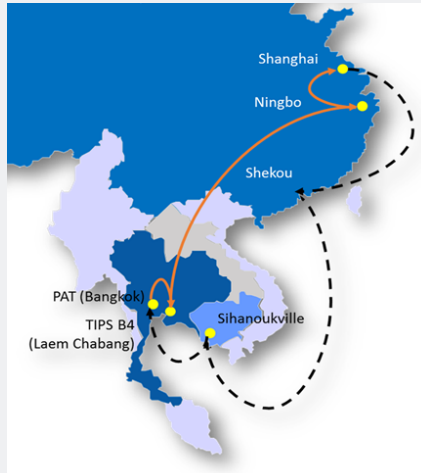 Shanghai
Ningbo
Shekou
PAT (Bangkok)
TIPS B4
(Laem Chabang)
Sihanoukville